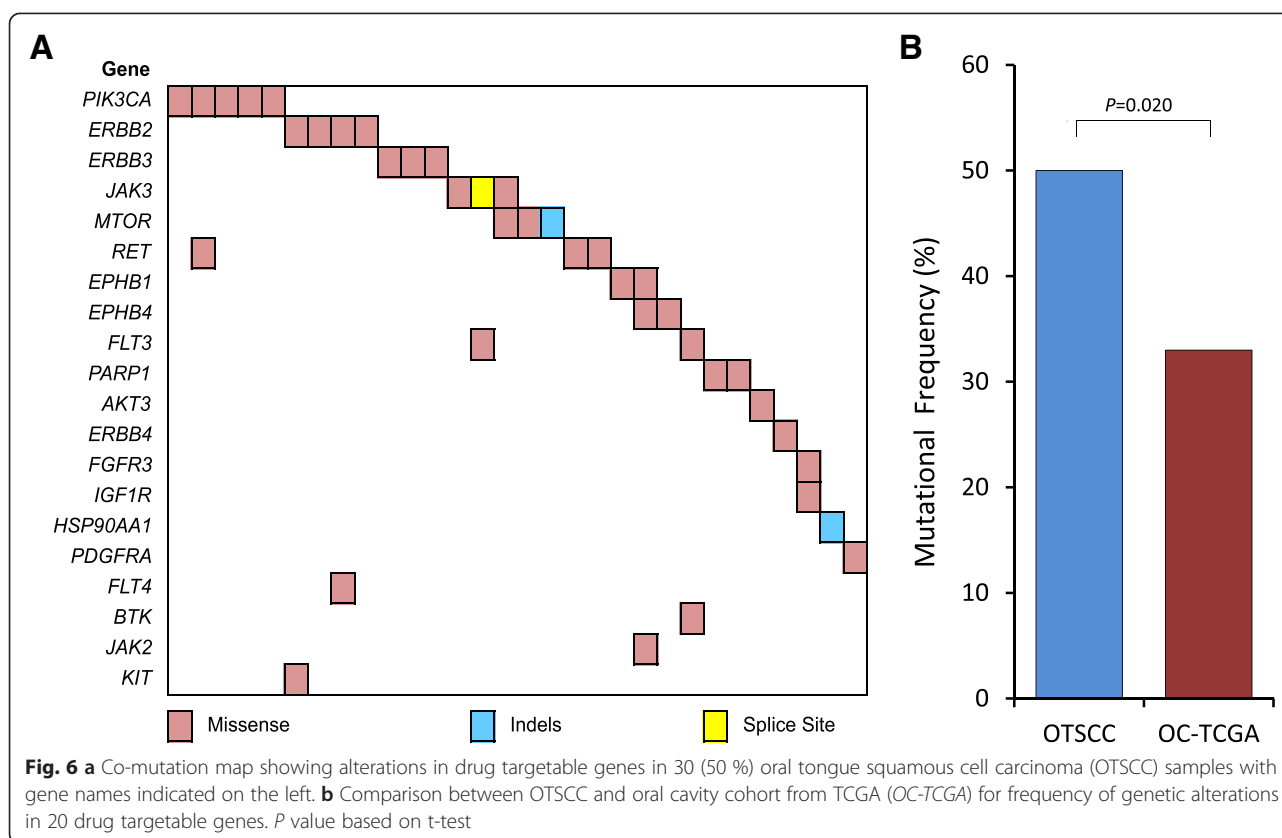 A
Gene
PIK3CA
ERBB2
ERBB3
JAK3
MTOR
RET
EPHB1
EPHB4
FLT3
PARP1
AKT3
ERBB4
FGFR3
IGF1R
HSP90AA1
PDGFRA
FLT4
BTK
JAK2
KIT
Missense
Indels
Splice Site
B
Mutational Frequency (%)
60
50
40
30
20
10
0
P=0.020
OTSCC
OC-TCGA
Fig. 6 a Co-mutation map showing alterations in drug targetable genes in 30 (50 %) oral tongue squamous cell carcinoma (OTSCC) samples with
gene names indicated on the left. b Comparison between OTSCC and oral cavity cohort from TCGA (OC-TCGA) for frequency of genetic alterations
in 20 drug targetable genes. P value based on t-test